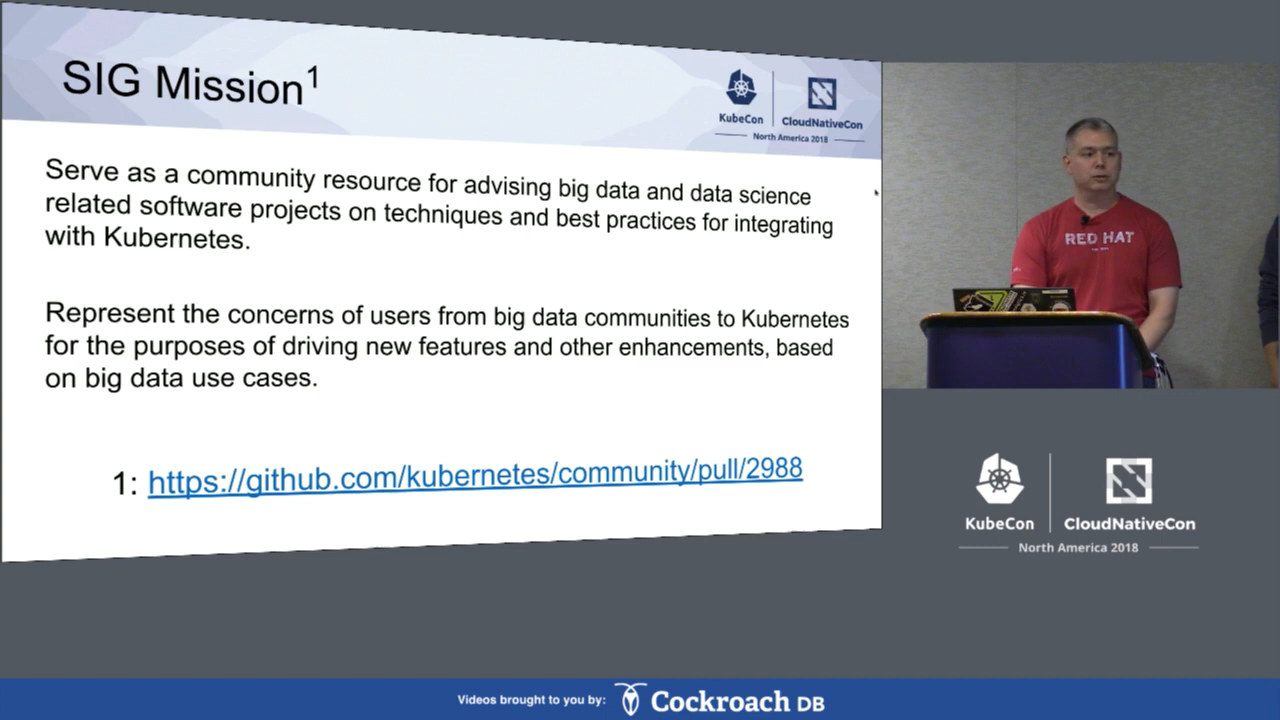 SIG Mission1
KubeCon
CloudNativeCon
North America 2018
Serve as a community resource for advising big data and data science
related software projects on techniques and best practices for integrating
with Kubernetes.
Represent the concerns of users from big data communities to Kubernetes
for the purposes of driving new features and other enhancements, based
on big data use cases.
1: https://github.com/kubernetes/community/pull/2988
RED HAT
KubeCon
CloudNativeCon
North America 2018
Videos brought to you by:
Cockroach DB